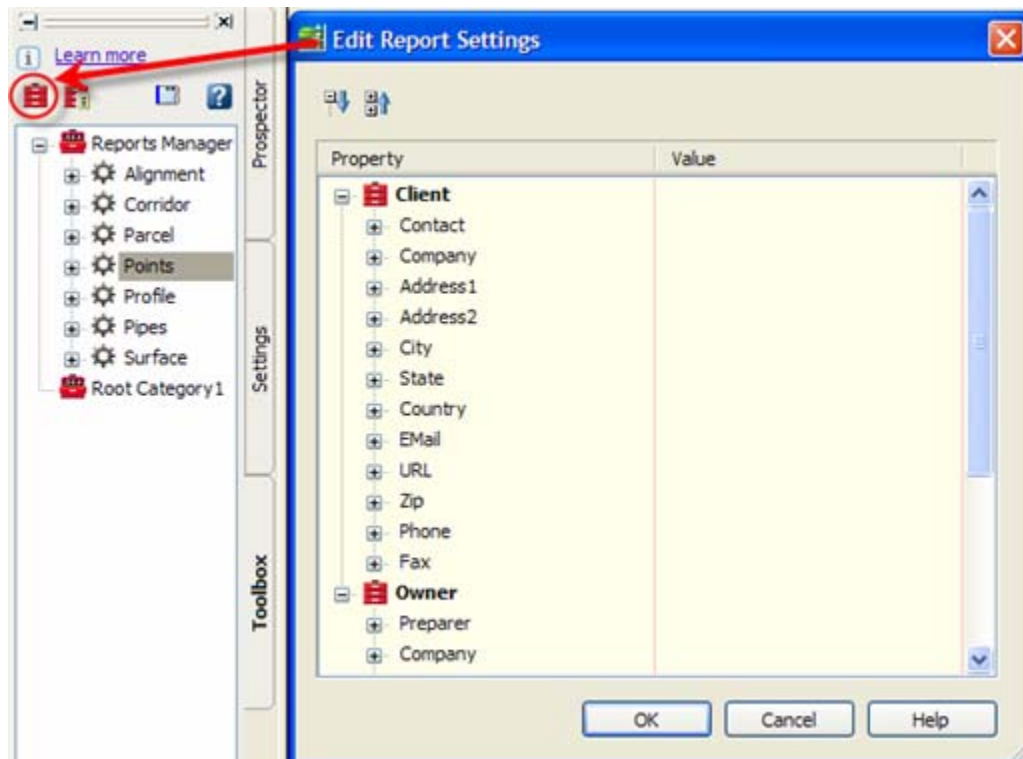 Learn more
Reports Manager
Alignment
Corridor
Parcel
Points
Profile
Pipes
Surface
Root Category1
Prospector
Settings
Toolbox
Edit Report Settings
Property Value
Client
Contact
Company
Address1
Address2
City
State
Country
EMail
URL
Zip
Phone
Fax
Owner
Preparer
Company
OK Cancel Help